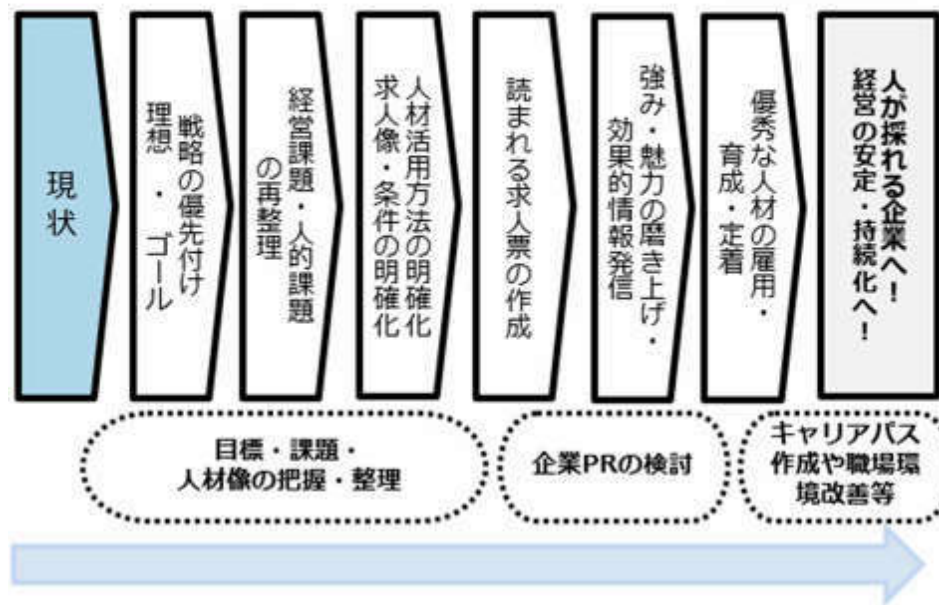 現状
戦略の優先付け
理想・ゴール
経営課題・人的課題
の再整理
人材活用方法の明確化
求人像・条件の明確化
読まれる求人票の作成
強み・魅力の磨き上げ・
効果的情報発信
優秀な人材の雇用・
育成・定着
人が採れる企業へ！
経営の安定・持続化へ！
目標・課題・
人材像の把握・整理
企業PRの検討
キャリアパス
作成や職場環
境改善等